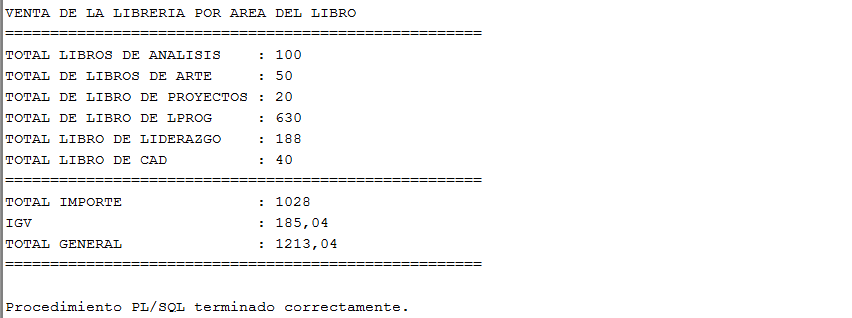 VENTA DE LA LIBRERIA POR AREA DEL LIBRO
=====================================================
TOTAL LIBROS DE ANALISIS    : 100
TOTAL DE LIBROS DE ARTE     : 50
TOTAL DE LIBRO DE PROYECTOS : 20
TOTAL DE LIBRO DE LPROG     : 630
TOTAL LIBRO DE LIDERAZGO    : 188
TOTAL LIBRO DE CAD          : 40
=====================================================
TOTAL IMPORTE               : 1028
IGV                         : 185,04
TOTAL GENERAL               : 1213,04
=====================================================
Procedimiento PL/SQL terminado correctamente.